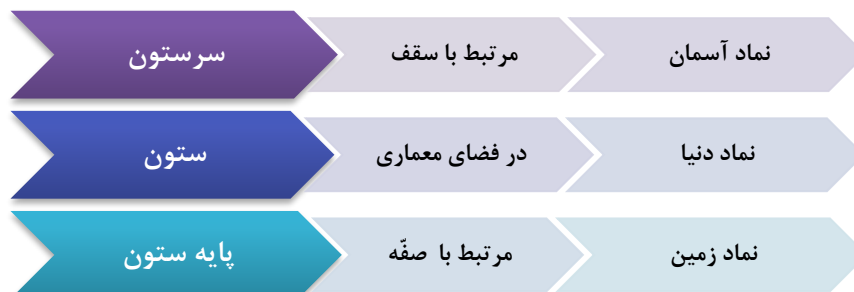 سرستون
مرتبط با سقف
نماد آسمان
ستون
در فضای معماری
نماد دنیا
پایه ستون
مرتبط با صفّه
نماد زمین